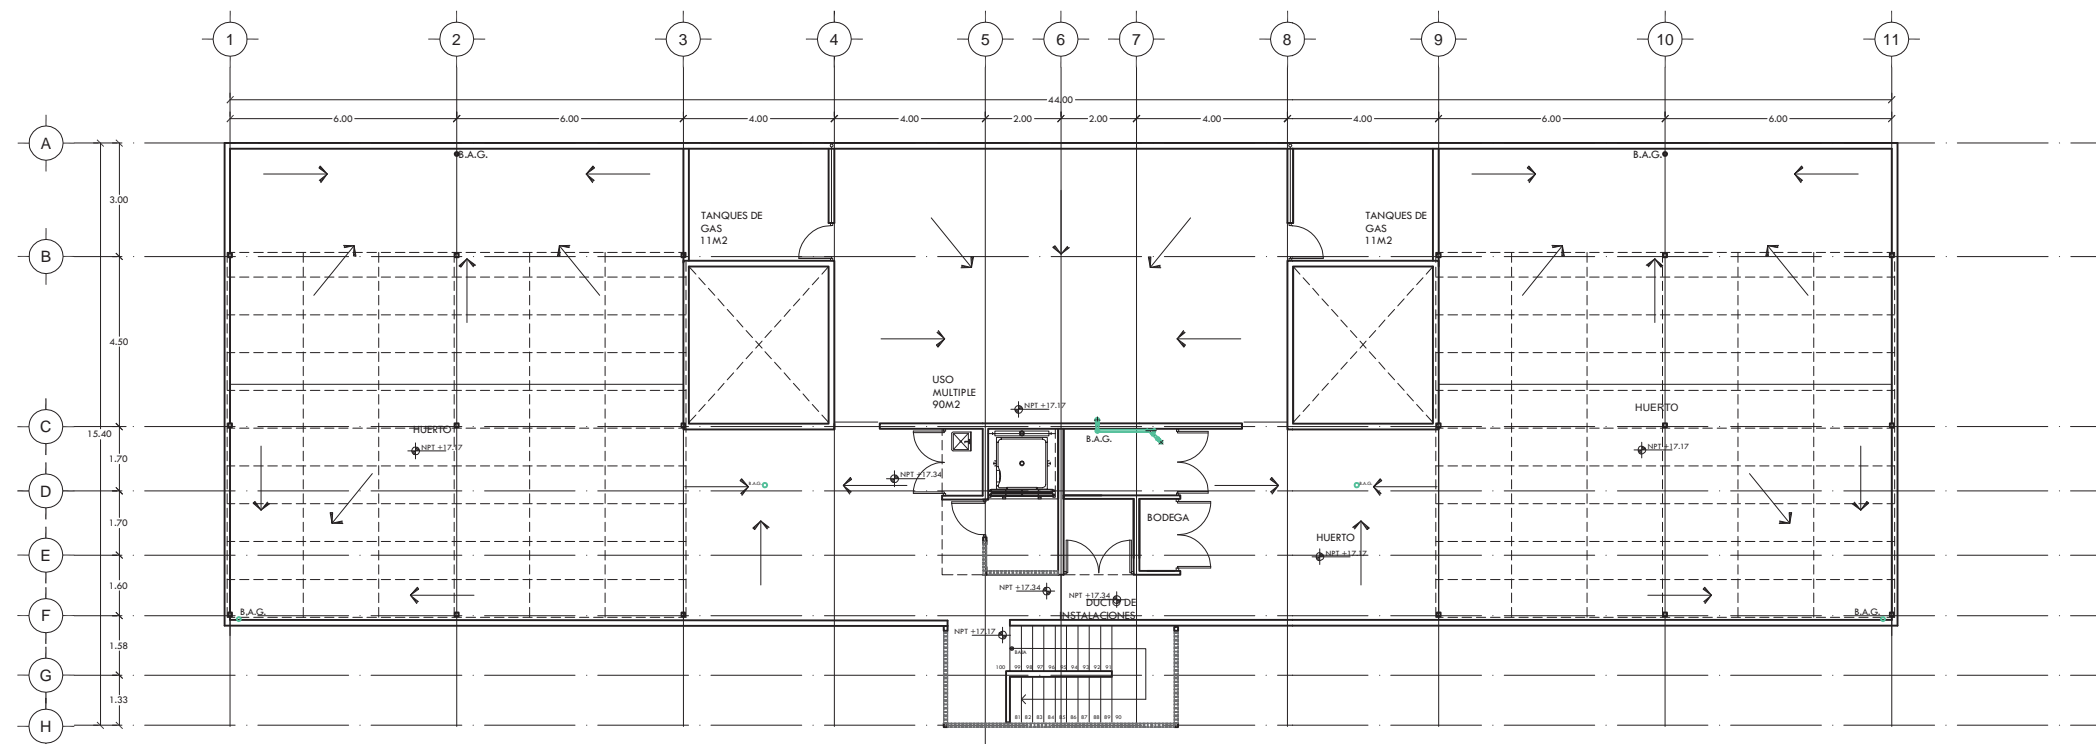 1 2 3 4 5 6 7 8 9 10 11
44.00
6.00 6.00 4.00 4.00 2.00 2.00 4.00 4.00 6.00 6.00
A
B.A.G. B.A.G.
3.00
TANQUES DE
GAS
11M2
TANQUES DE
GAS
11M2
B
4.50
USO
MULTIPLE
90M2
NPT +17.17
HUERTO
C
15.40
HUERTO
B.A.G.
NPT +17.17
NPT +17.17
1.70
NPT +17.34
B.A.G.
B.A.G.
D
BODEGA
1.70
HUERTO
NPT +17.17
E
1.60
NPT +17.34
NPT +17.34
DUCTO DE
INSTALACIONES
B.A.G.
B.A.G.
F
NPT +17.17
1.58
BAJA
100 99 98 97 96 95 94 93 92 91
G
1.33
81 82 83 84 85 86 87 88 89 90
H